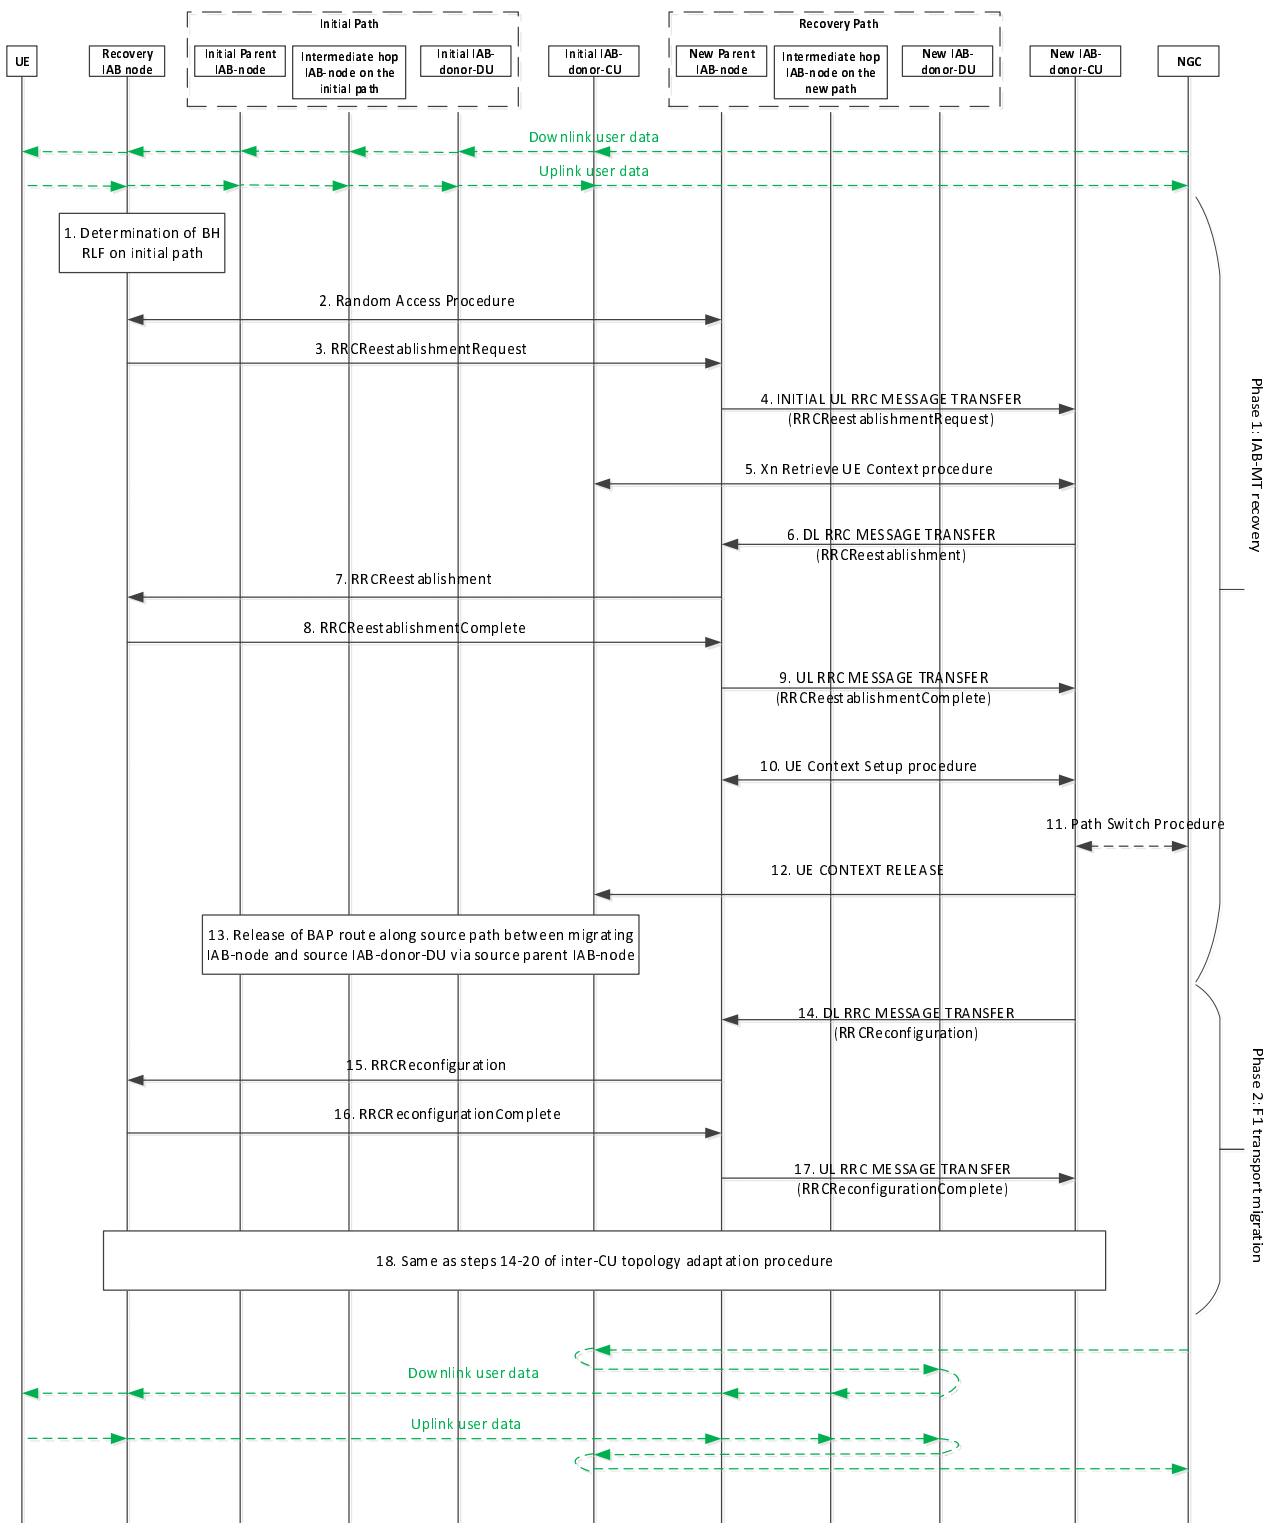 Initial Path
Recovery Path
UE
Recovery
IAB node
Initial Parent
IAB-node
Intermediate hop
IAB-node on the
initial path
Initial IAB-
donor-DU
Initial IAB-
donor-CU
New Parent
IAB-node
Intermediate hop
IAB-node on the
new path
New IAB-
donor-DU
New IAB-
donor-CU
NGC
Downlink user data
Uplink user data
1. Determination of BH
RLF on initial path
2. Random Access Procedure
3. RRCReestablishmentRequest
4. INITIAL UL RRC MESSAGE TRANSFER
(RRCReestablishmentRequest)
5. Xn Retrieve UE Context procedure
6. DL RRC MESSAGE TRANSFER
(RRCReestablishment)
7. RRCReestablishment
8. RRCReestablishmentComplete
9. UL RRC MESSAGE TRANSFER
(RRCReestablishmentComplete)
10. UE Context Setup procedure
11. Path Switch Procedure
12. UE CONTEXT RELEASE
13. Release of BAP route along source path between migrating
IAB-node and source IAB-donor-DU via source parent IAB-node
Phase 1: IAB-MT recovery
14. DL RRC MESSAGE TRANSFER
(RRCReconfiguration)
15. RRCReconfiguration
16. RRCReconfigurationComplete
17. UL RRC MESSAGE TRANSFER
(RRCReconfigurationComplete)
18. Same as steps 14-20 of inter-CU topology adaptation procedure
Phase 2: F1 transport migration
Downlink user data
Uplink user data